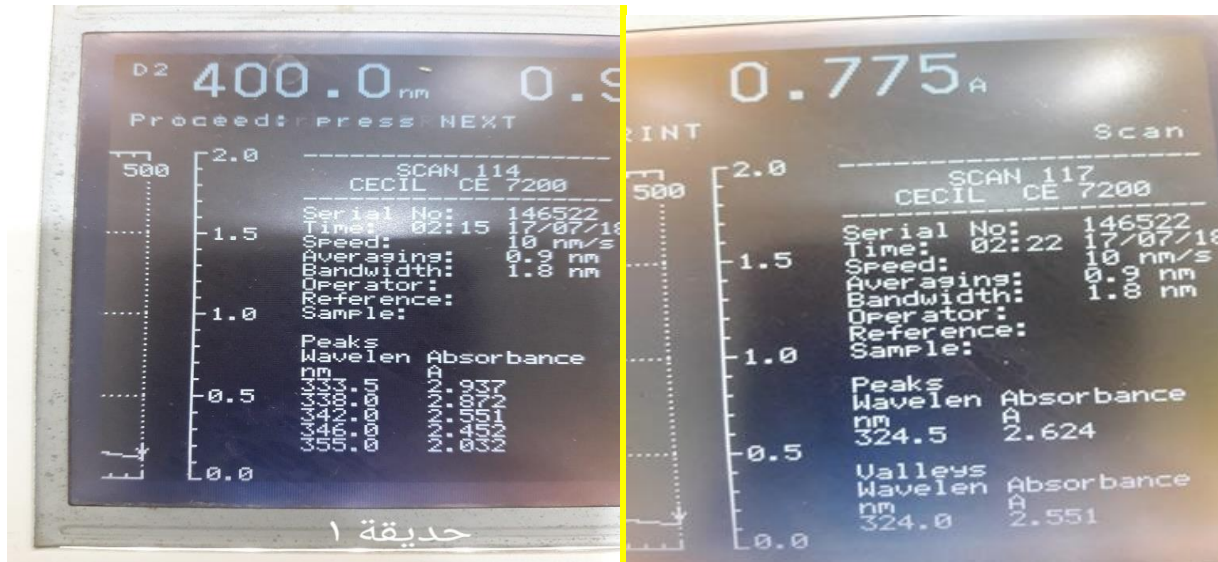 D2 400.0 nm 0.9
Proceed: press NEXT
500
2.0
1.5
1.0
0.5
0.0
SCAN 114
CECIL CE 7200
Serial No: 146522
Time: 02:15 17/07/18
Speed: 10 nm/s
Averaging: 0.9 nm
Bandwidth: 1.8 nm
Operator:
Reference:
Sample:
Peaks
Wavelen Absorbance
nm A
333.5 2.937
338.0 2.872
342.0 2.551
346.0 2.452
355.0 2.032
حديقة ١
0.775 A
RINT Scan
500
2.0
1.5
1.0
0.5
0.0
SCAN 117
CECIL CE 7200
Serial No: 146522
Time: 02:22 17/07/18
Speed: 10 nm/s
Averaging: 0.9 nm
Bandwidth: 1.8 nm
Operator:
Reference:
Sample:
Peaks
Wavelen Absorbance
nm A
324.5 2.624
Valleys
Wavelen Absorbance
nm A
324.0 2.551